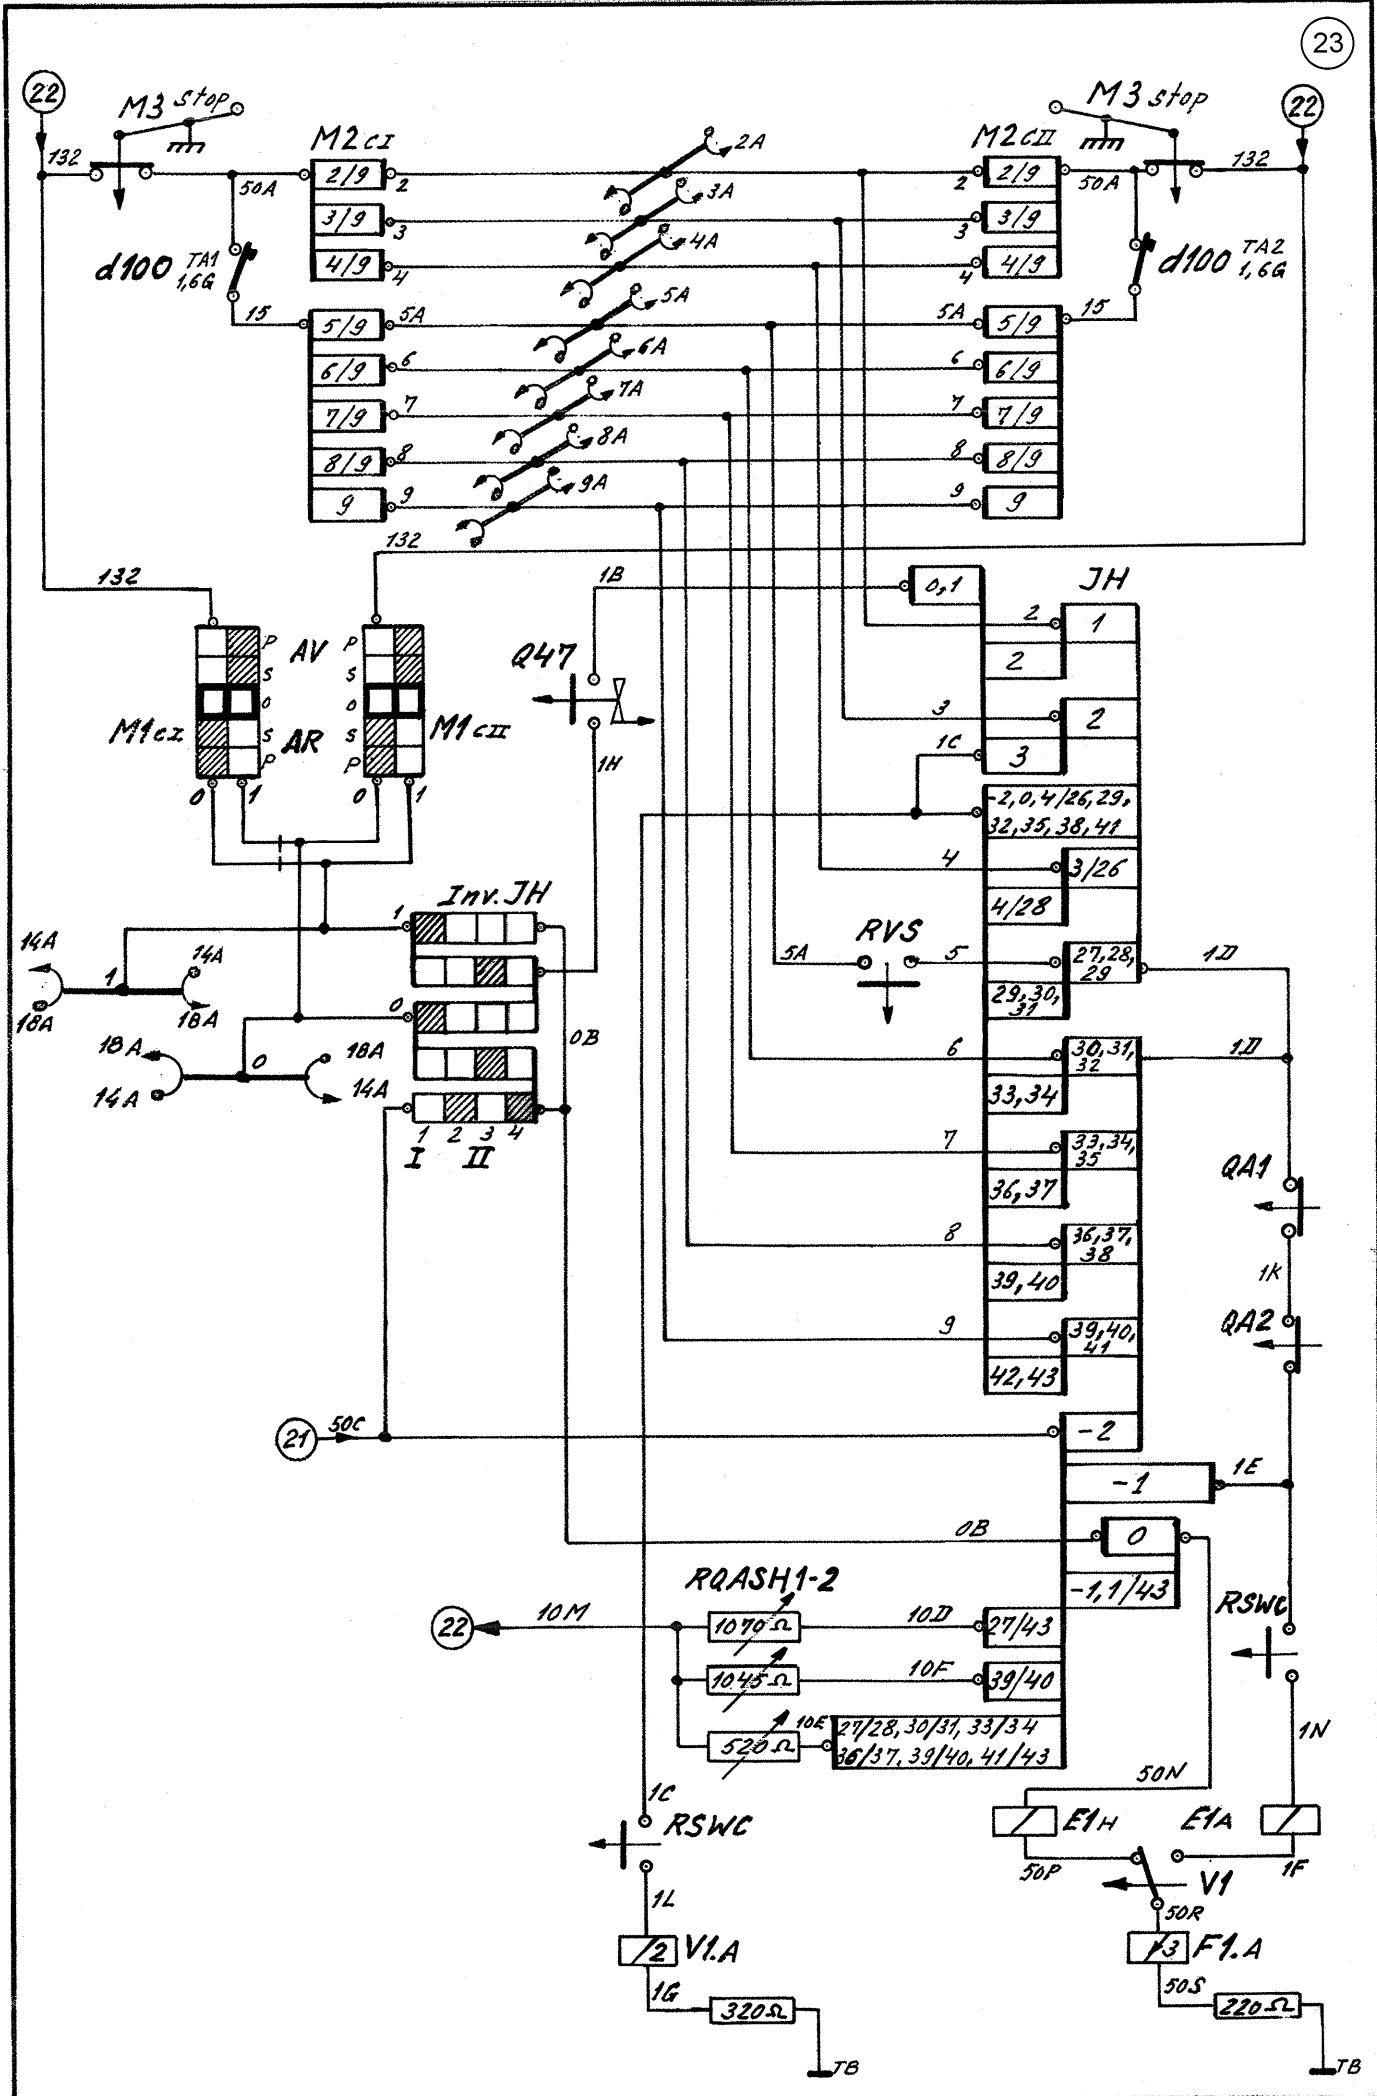 23
22
M3 stop
M3 stop
22
132
50A
M2 cI
M2 cII
50A
132
2/9
2
2A
2
2/9
3/9
3
3A
3
3/9
4/9
4
4A
4
4/9
d100 TA1
1,6G
d100 TA2
1,6G
15
5/9
5A
5A
5A
5/9
15
6/9
6
6A
6
6/9
7/9
7
7A
7
7/9
8/9
8
8A
8
8/9
9
9
9A
9
9
132
132
1B
0,1
JH
P
AV
P
S
S
0
0
M1 cI
S
AR
S
M1 cII
P
P
0
1
0
1
Q47
1H
2
1
2
3
2
1C
3
-2,0,4/26,29,
32,35,38,41
4
3/26
4/28
Inv. JH
1
0
0B
1 2 3 4
I II
14A
14A
1
18A
18A
18A
18A
0
14A
14A
RVS
5A
5
27,28,
29
1D
29,30,
31
6
30,31,
32
1D
33,34
7
33,34,
35
36,37
QA1
8
36,37,
38
39,40
1K
QA2
9
39,40,
41
42,43
21
50C
-2
-1
1E
0B
0
-1,1/43
RQASH1-2
22
10M
1070 Ω
10D
27/43
RSWC
1045 Ω
10F
39/40
520 Ω
10E
27/28, 30/31, 33/34
36/37, 39/40, 41/43
1N
50N
1C
RSWC
E1H
E1A
50P
1F
V1
1L
50R
2
V1.A
3
F1.A
1G
50S
320 Ω
220 Ω
TB
TB